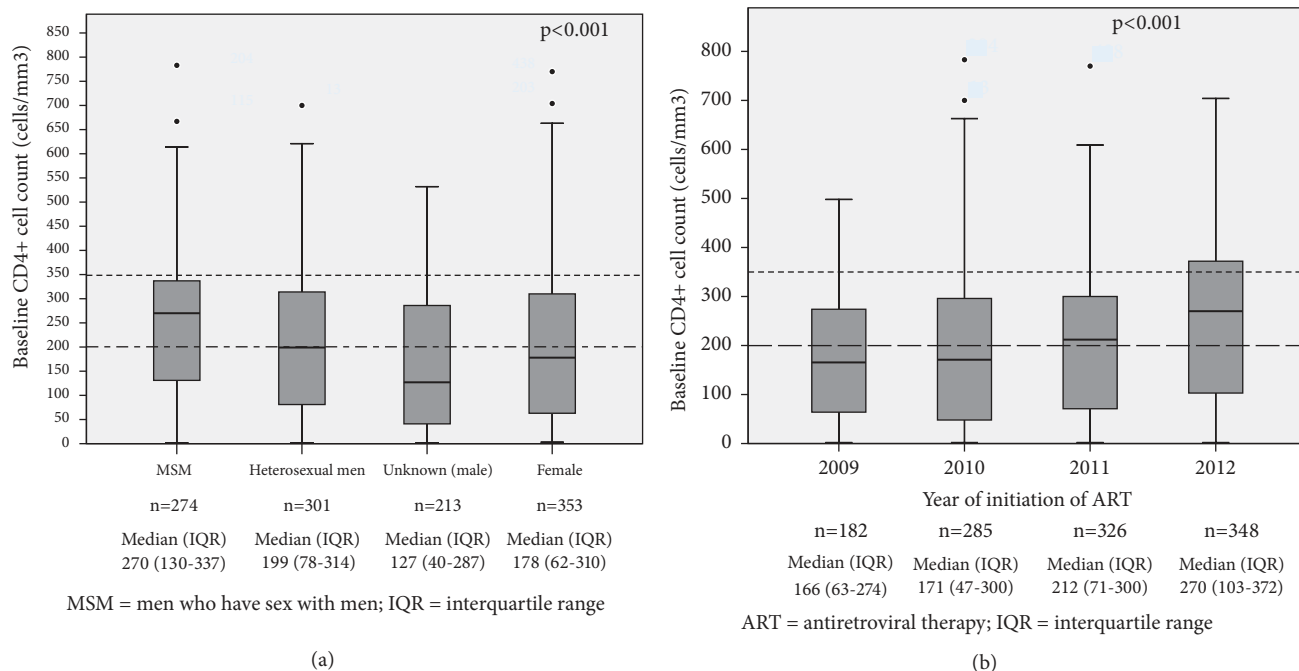 p<0.001
Baseline CD4+ cell count (cells/mm3)
850
800
750
700
650
600
550
500
450
400
350
300
250
200
150
100
50
0
MSM Heterosexual men Unknown (male) Female
n=274 n=301 n=213 n=353
Median (IQR) Median (IQR) Median (IQR) Median (IQR)
270 (130-337) 199 (78-314) 127 (40-287) 178 (62-310)
MSM = men who have sex with men; IQR = interquartile range
(a)
p<0.001
Baseline CD4+ cell count (cells/mm3)
800
700
600
500
400
300
200
100
0
2009 2010 2011 2012
Year of initiation of ART
n=182 n=285 n=326 n=348
Median (IQR) Median (IQR) Median (IQR) Median (IQR)
166 (63-274) 171 (47-300) 212 (71-300) 270 (103-372)
ART = antiretroviral therapy; IQR = interquartile range
(b)